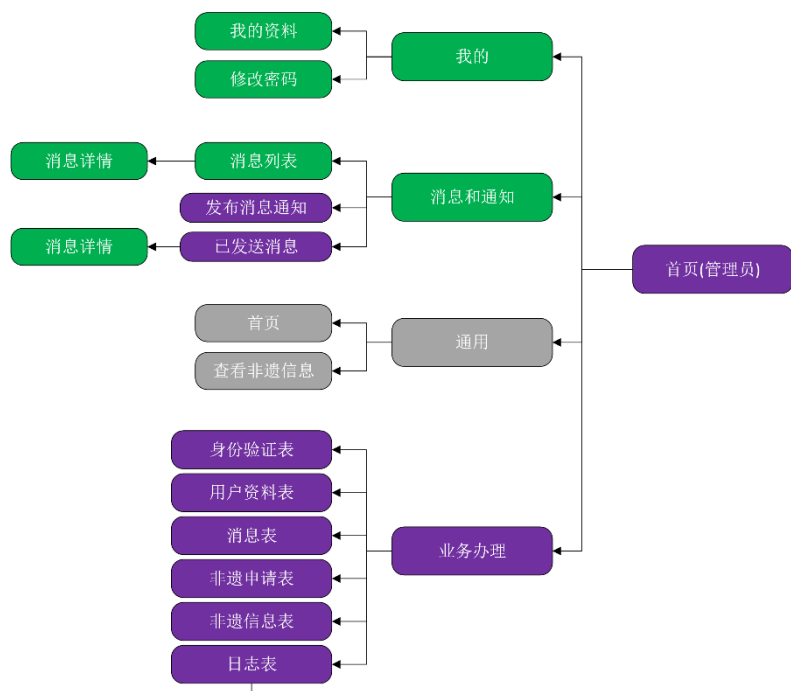 我的资料
我的
修改密码
消息详情
消息列表
消息和通知
发布消息通知
消息详情
已发送消息
首页(管理员)
首页
通用
查看非遗信息
身份验证表
用户资料表
消息表
业务办理
非遗申请表
非遗信息表
日志表